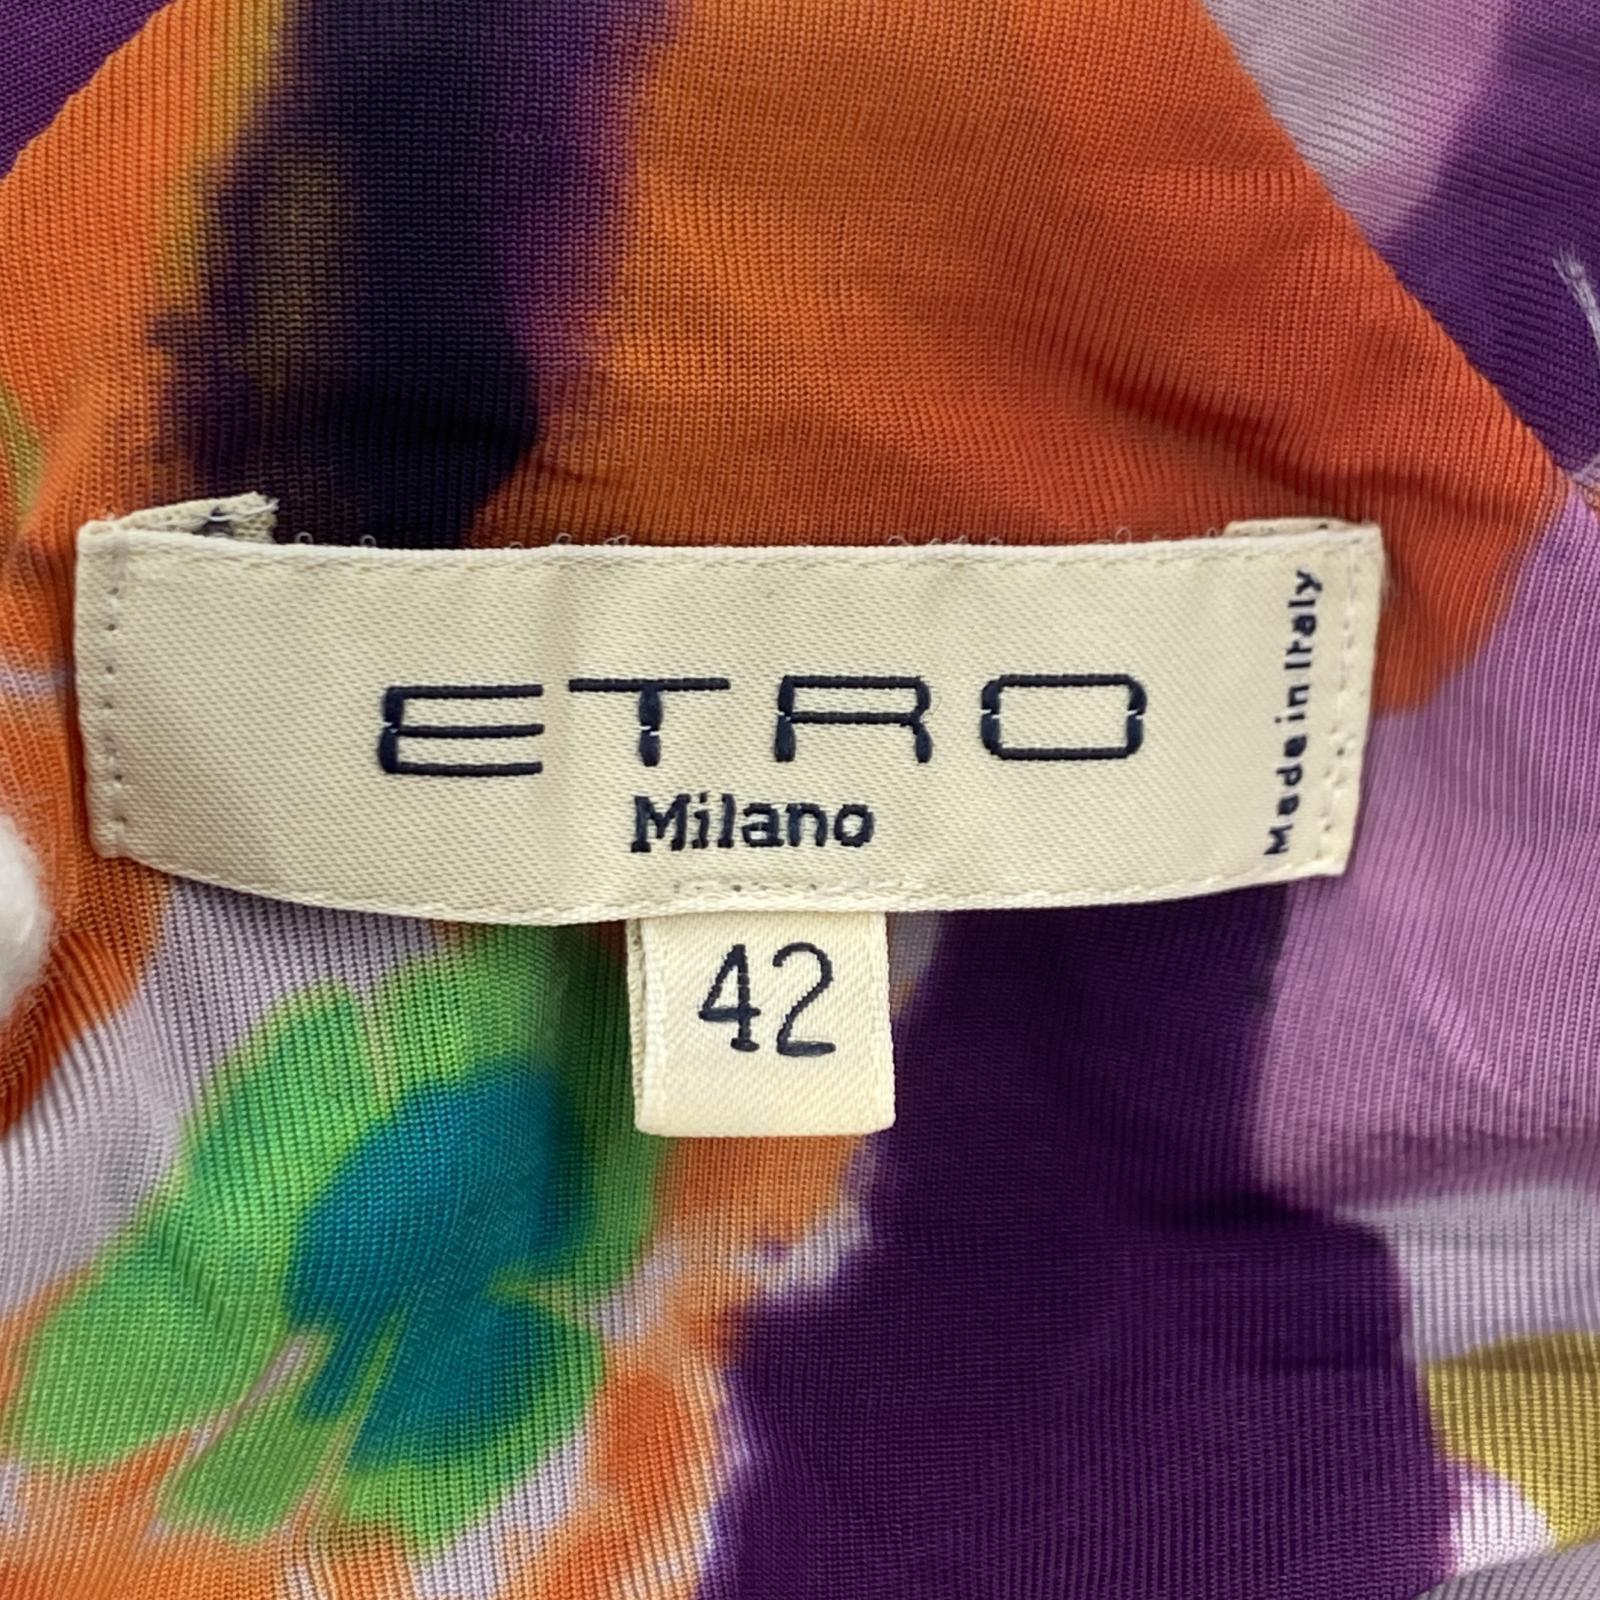 ETRO
Milano
Made in Italy
42